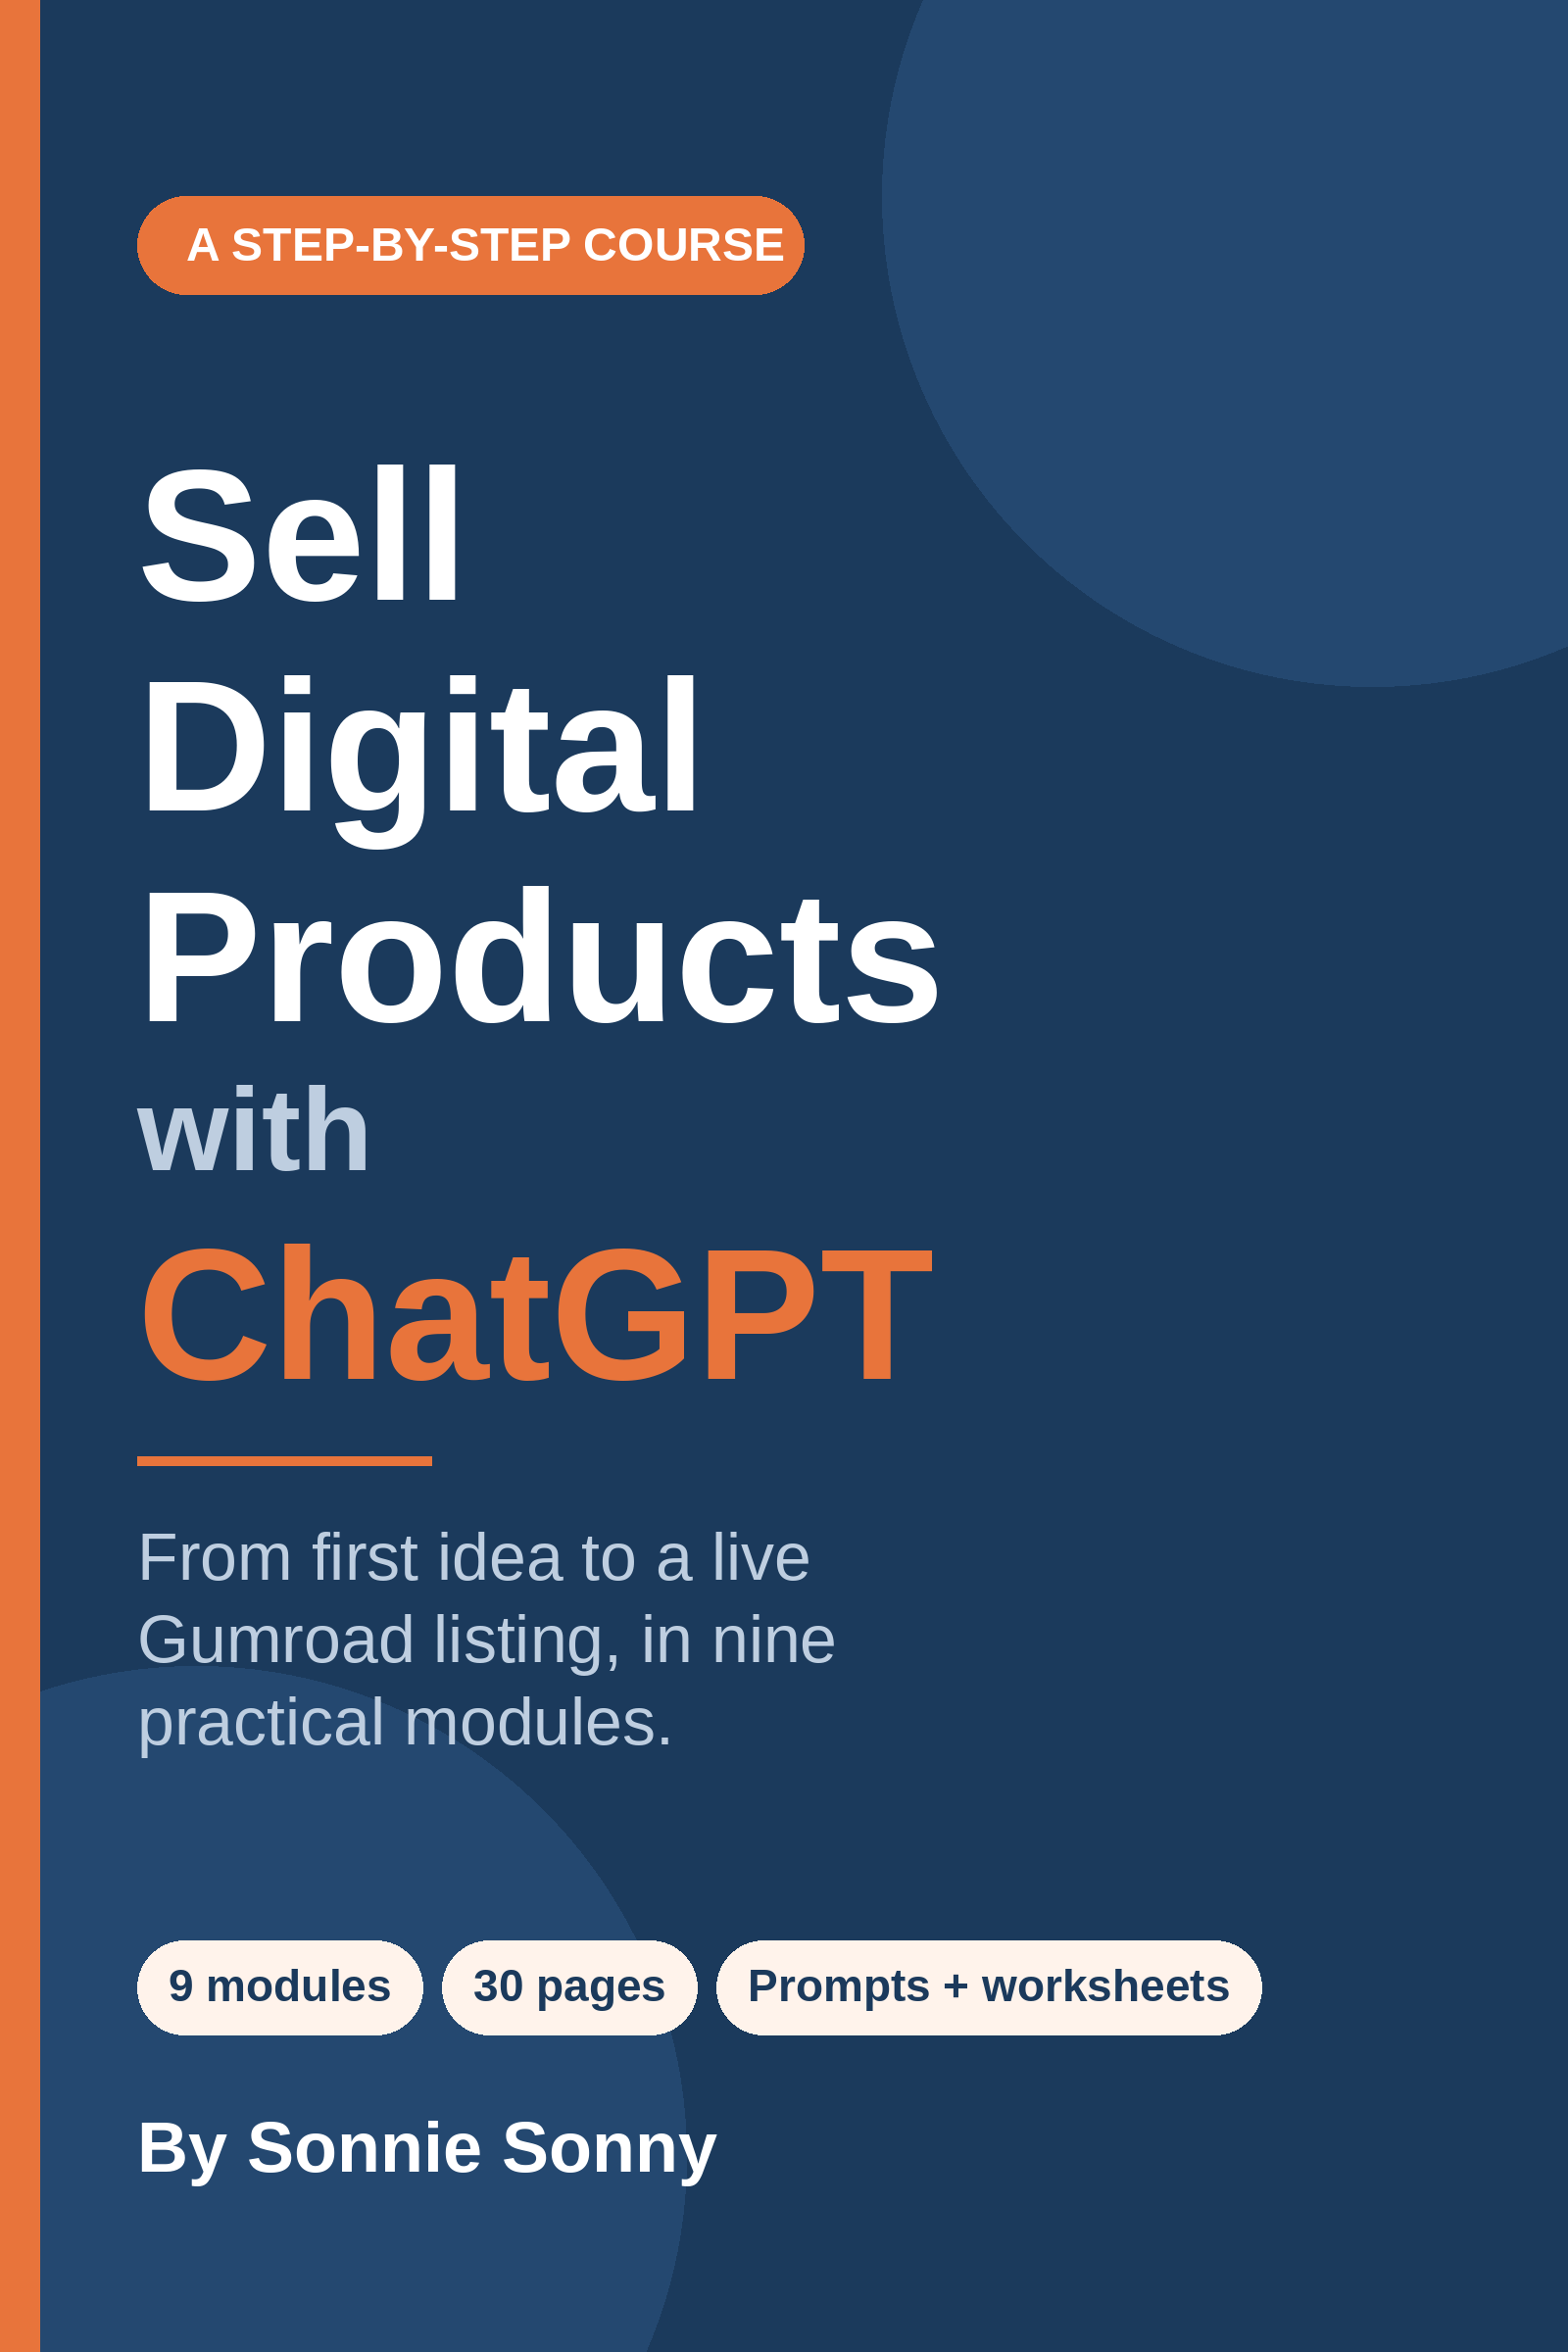 A STEP-BY-STEP COURSE
Sell
Digital
Products
with
ChatGPT
From first idea to a live
Gumroad listing, in nine
practical modules.
9 modules
30 pages
Prompts + worksheets
By Sonnie Sonny